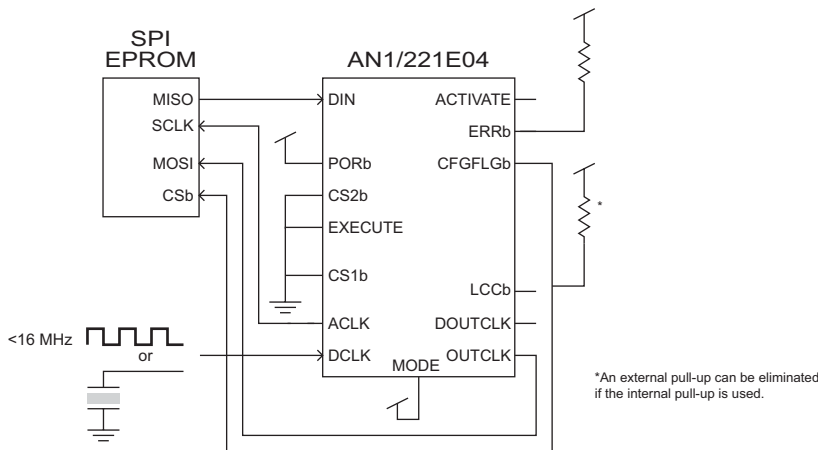 SPI
EPROM
AN1/221E04
MISO
SCLK
MOSI
CSb
DIN
PORb
CS2b
EXECUTE
CS1b
ACLK
DCLK
MODE
ACTIVATE
ERRb
CFGFLGb
LCCb
DOUTCLK
OUTCLK
*
<16 MHz
or
*An external pull-up can be eliminated
if the internal pull-up is used.